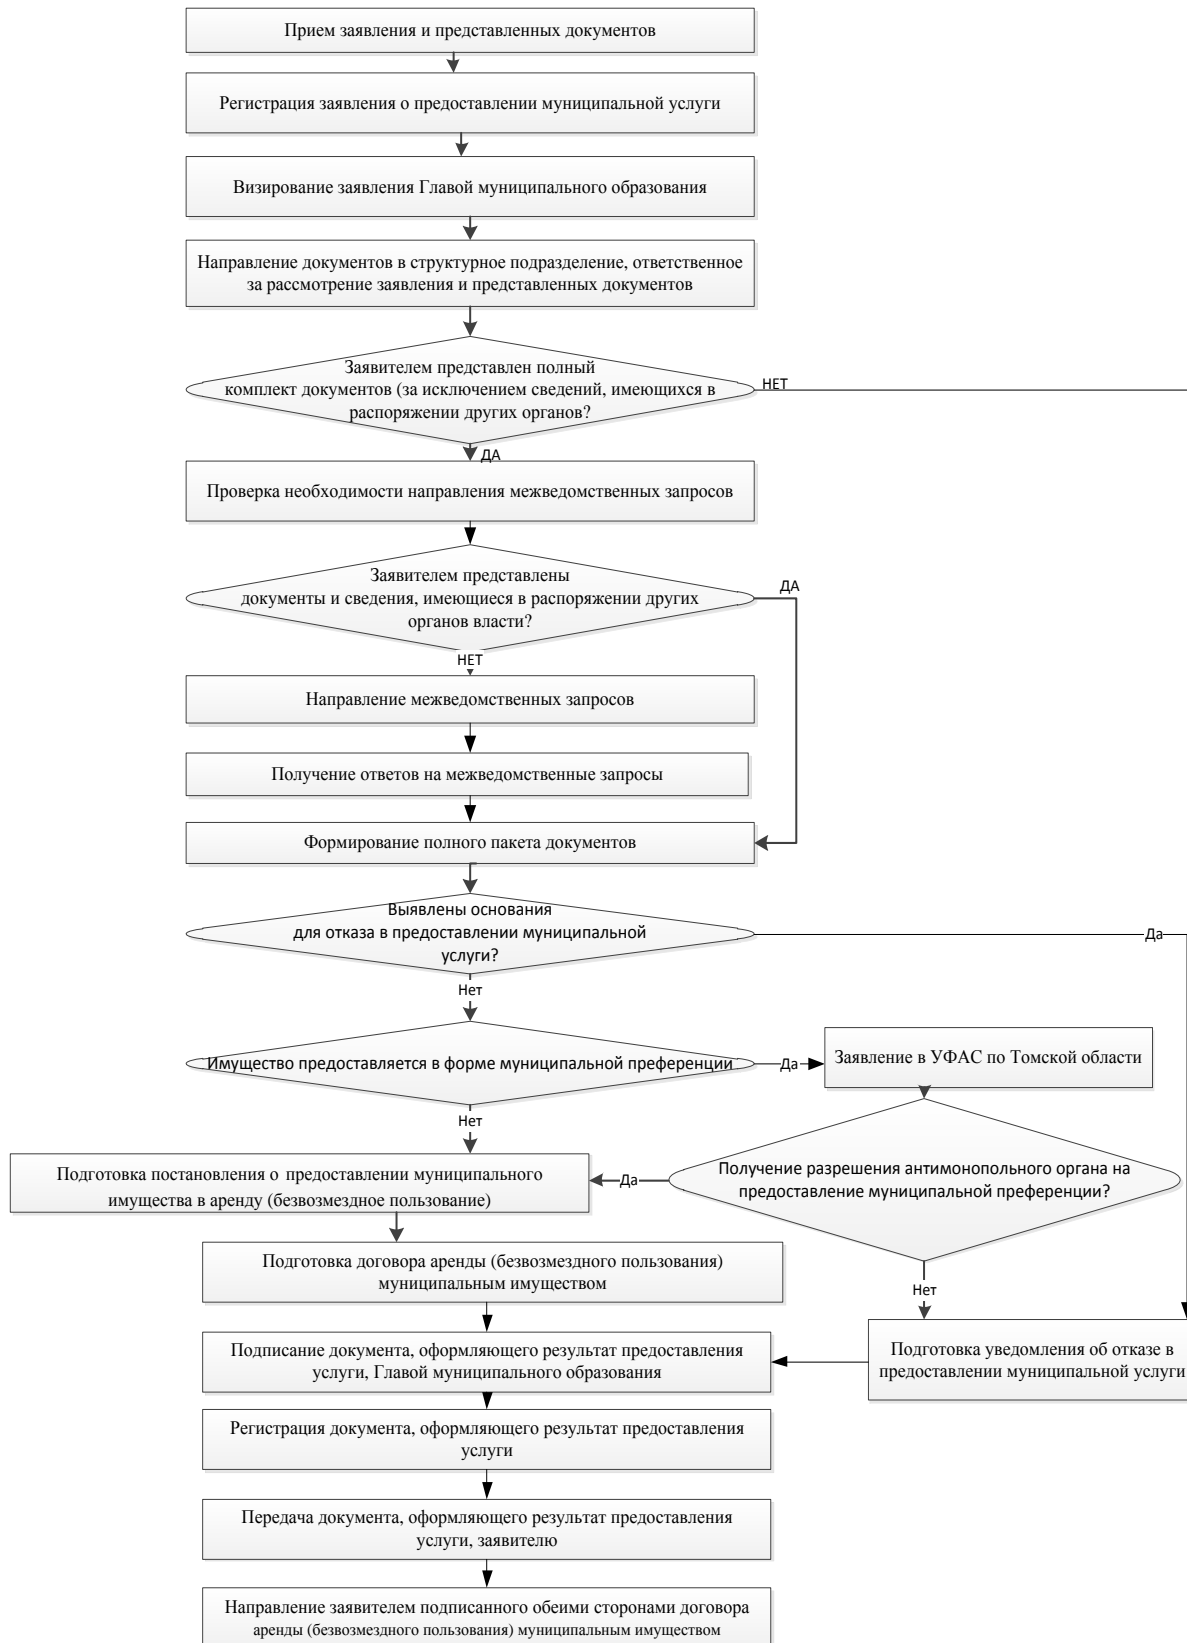 Прием заявления и представленных документов
Регистрация заявления о предоставлении муниципальной услуги
Визирование заявления Главой муниципального образования
Направление документов в структурное подразделение, ответственное
за рассмотрение заявления и представленных документов
Заявителем представлен полный
комплект документов (за исключением сведений, имеющихся в
распоряжении других органов?
НЕТ
ДА
Проверка необходимости направления межведомственных запросов
Заявителем представлены
документы и сведения, имеющиеся в распоряжении других
органов власти?
ДА
НЕТ
Направление межведомственных запросов
Получение ответов на межведомственные запросы
Формирование полного пакета документов
Выявлены основания
для отказа в предоставлении муниципальной
услуги?
Да
Нет
Имущество предоставляется в форме муниципальной преференции
Да
Заявление в УФАС по Томской области
Нет
Получение разрешения антимонопольного органа на
предоставление муниципальной преференции?
Да
Подготовка постановления о предоставлении муниципального
имущества в аренду (безвозмездное пользование)
Подготовка договора аренды (безвозмездного пользования)
муниципальным имуществом
Нет
Подготовка уведомления об отказе в
предоставлении муниципальной услуги
Подписание документа, оформляющего результат предоставления
услуги, Главой муниципального образования
Регистрация документа, оформляющего результат предоставления
услуги
Передача документа, оформляющего результат предоставления
услуги, заявителю
Направление заявителем подписанного обеими сторонами договора
аренды (безвозмездного пользования) муниципальным имуществом